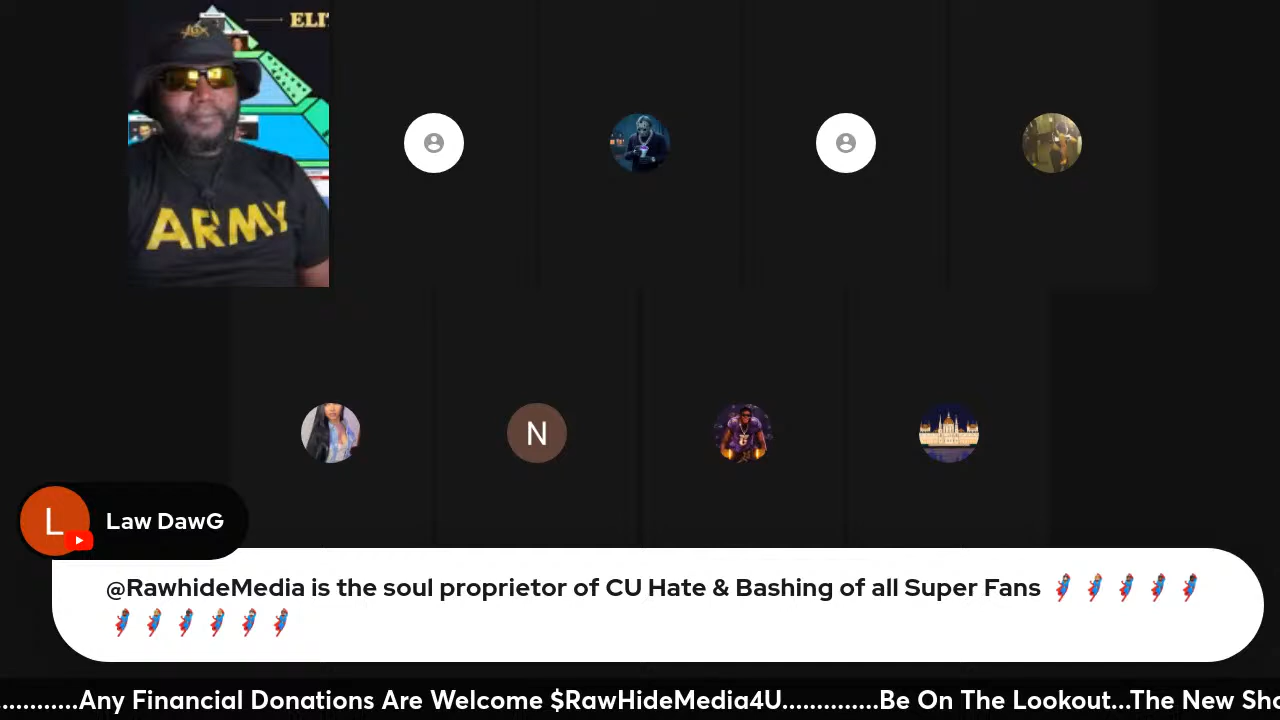 ELI
ARMY
N
L
Law DawG
@RawhideMedia is the soul proprietor of CU Hate & Bashing of all Super Fans 🦸🦸🦸🦸🦸
🦸🦸🦸🦸🦸🦸
............Any Financial Donations Are Welcome $RawHideMedia4U..............Be On The Lookout...The New Sho